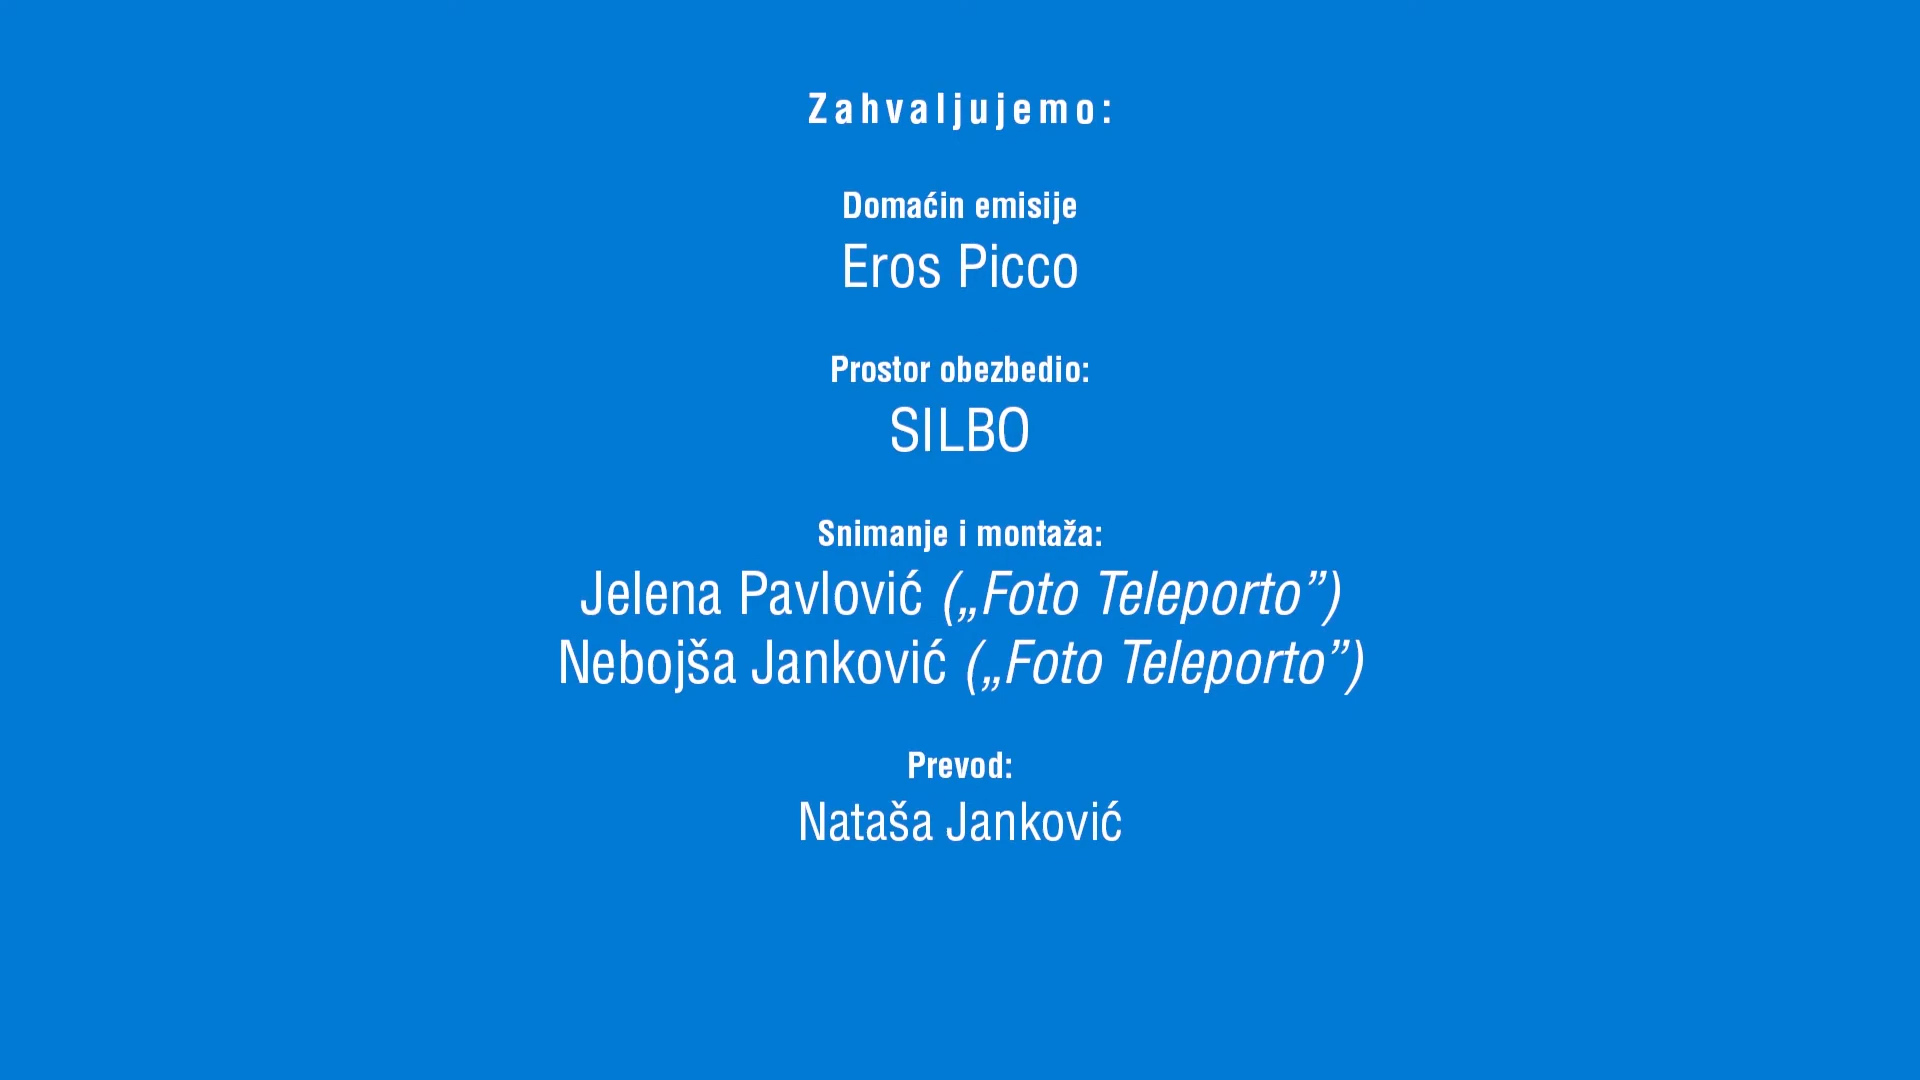 Zahvaljujemo:
Domaćin emisije
Eros Picco
Prostor obezbedio:
SILBO
Snimanje i montaža:
Jelena Pavlović („Foto Teleporto”)
Nebojša Janković („Foto Teleporto”)
Prevod:
Nataša Janković